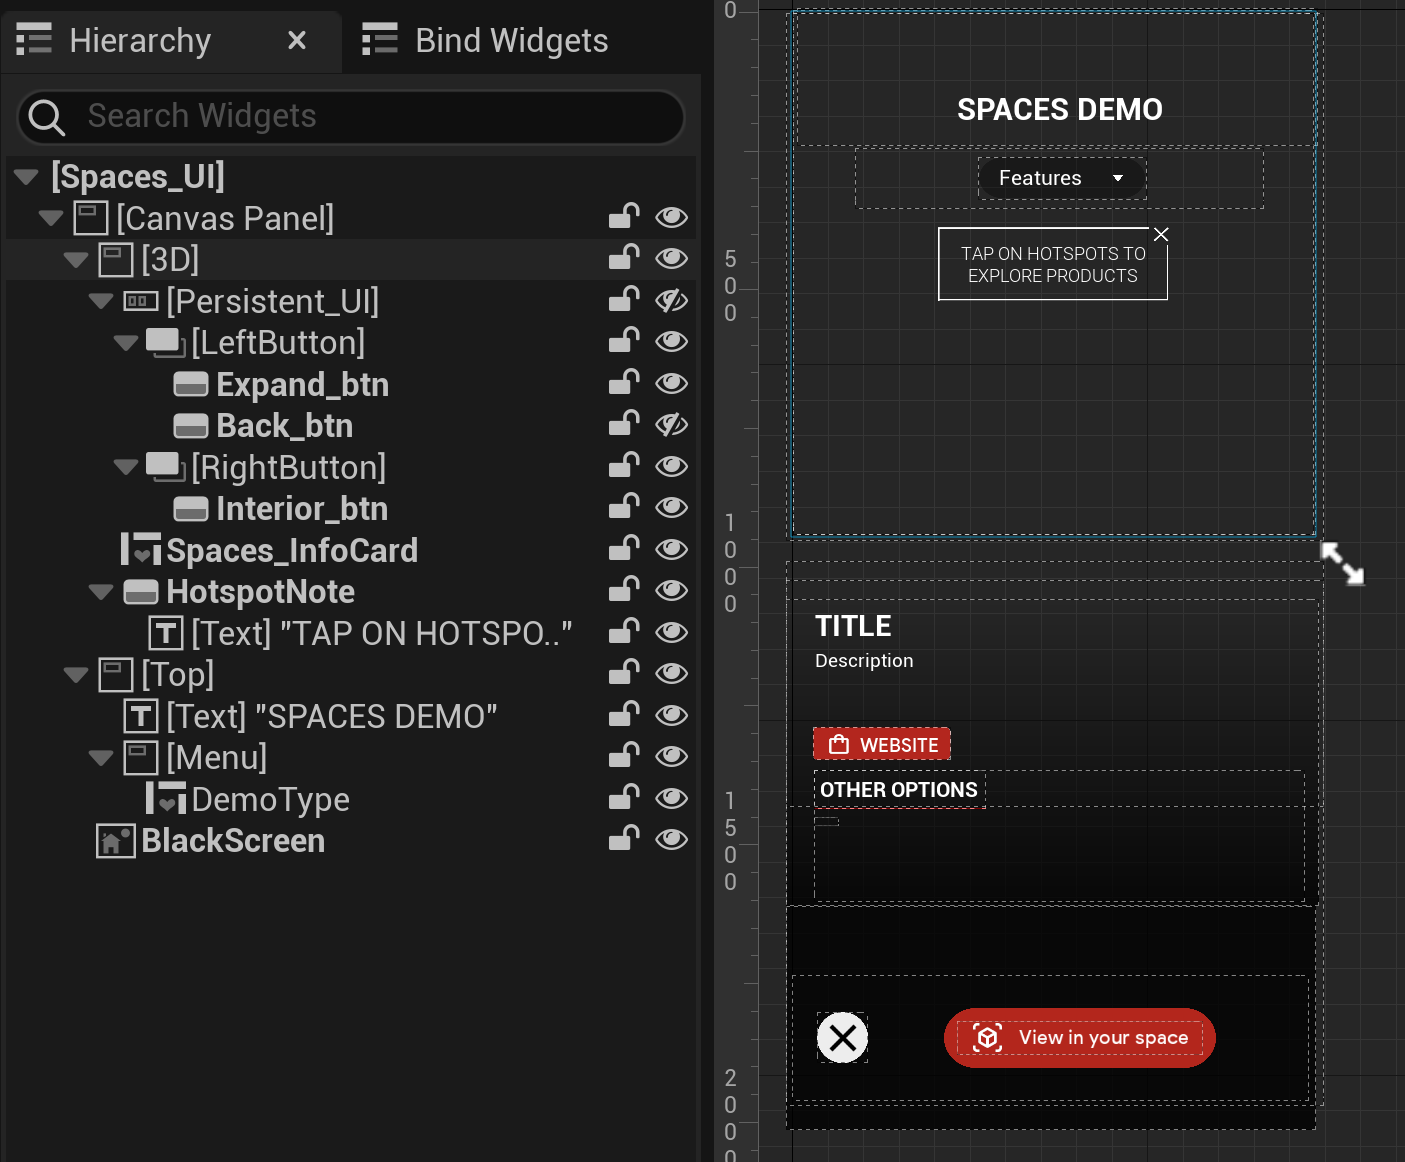 Hierarchy
Bind Widgets
Search Widgets
[Spaces_UI]
[Canvas Panel]
[3D]
[Persistent_UI]
[LeftButton]
Expand_btn
Back_btn
[RightButton]
Interior_btn
Spaces_InfoCard
HotspotNote
[Text] "TAP ON HOTSPO.."
[Top]
[Text] "SPACES DEMO"
[Menu]
DemoType
BlackScreen
0
500
1000
1500
2000
SPACES DEMO
Features
TAP ON HOTSPOTS TO
EXPLORE PRODUCTS
TITLE
Description
WEBSITE
OTHER OPTIONS
View in your space